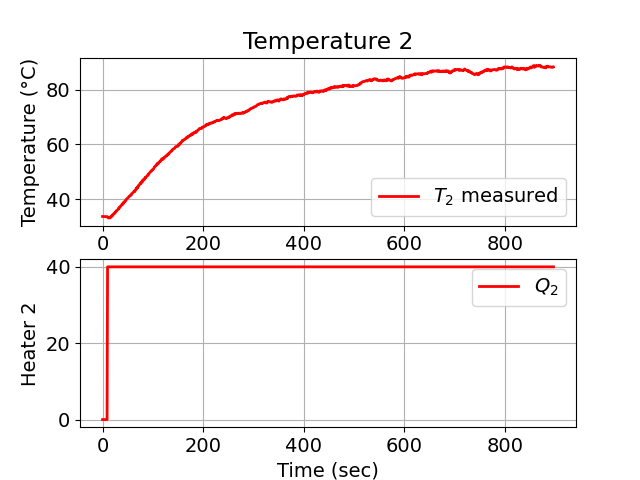 Temperature 2
Temperature (°C)
80
60
40
T₂ measured
0 200 400 600 800
Heater 2
40
20
0
Q₂
0 200 400 600 800
Time (sec)